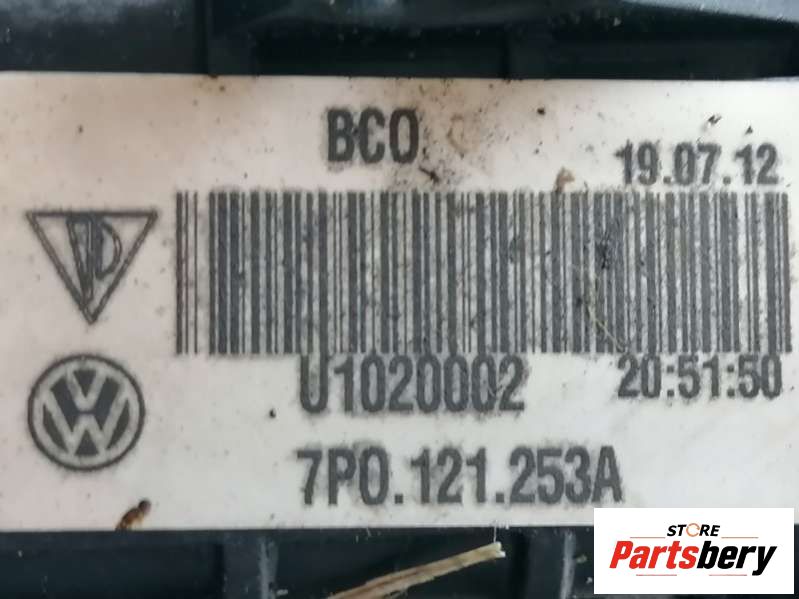 BCO
19.07.12
U1020002
20:51:50
7P0.121.253A
STORE
Partsbery